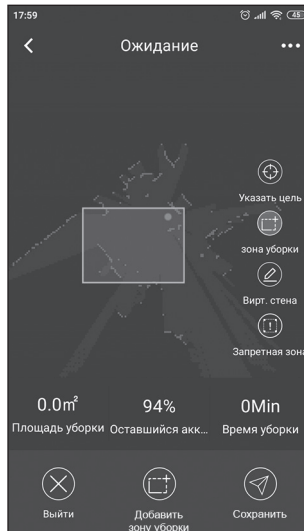 17:59
45
Ожидание
Указать цель
зона уборки
Вирт. стена
Запретная зона
0.0m²
94%
0Min
Площадь уборки
Оставшийся акк...
Время уборки
Выйти
Добавить
зону уборки
Сохранить